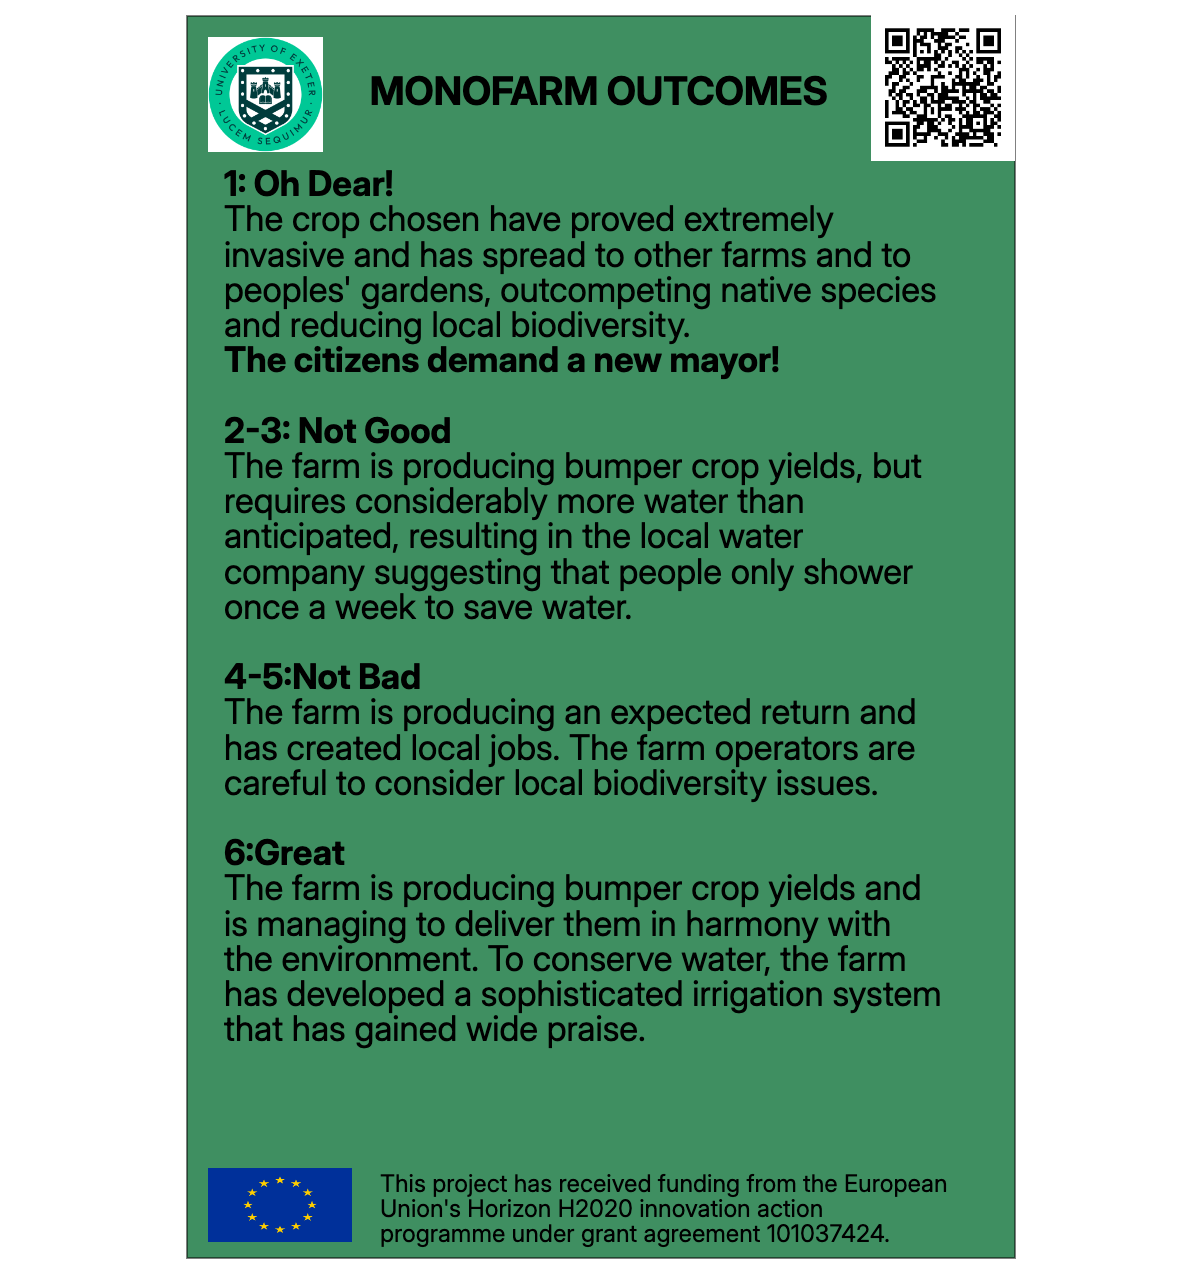 UNIVERSITY OF EXETER
LUCEM SEQUIMUR
MONOFARM OUTCOMES
1: Oh Dear!
The crop chosen have proved extremely
invasive and has spread to other farms and to
peoples' gardens, outcompeting native species
and reducing local biodiversity.
The citizens demand a new mayor!
2-3: Not Good
The farm is producing bumper crop yields, but
requires considerably more water than
anticipated, resulting in the local water
company suggesting that people only shower
once a week to save water.
4-5:Not Bad
The farm is producing an expected return and
has created local jobs. The farm operators are
careful to consider local biodiversity issues.
6:Great
The farm is producing bumper crop yields and
is managing to deliver them in harmony with
the environment. To conserve water, the farm
has developed a sophisticated irrigation system
that has gained wide praise.
This project has received funding from the European
Union's Horizon H2020 innovation action
programme under grant agreement 101037424.